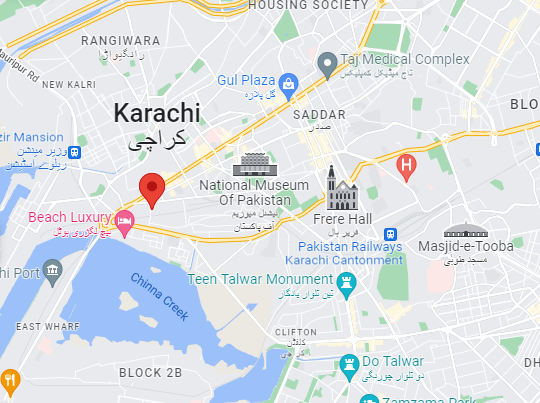 HOUSING SOCIETY
RANGIWARA
رانگیواڑا
Mauripur Rd
Taj Medical Complex
تاج میڈیکل کمپلیکس
NEW KALRI
Gul Plaza
گل پلازہ
Karachi
كراچى
SADDAR
صدر
BLO
zir Mansion
وزیر مینشن
ریلوے اسٹیشن
H
National Museum
Of Pakistan
نیشنل میوزیم
آف پاکستان
Frere Hall
فریر ہال
Beach Luxury
بیچ لگژری ہوٹل
Pakistan Railways
Karachi Cantonment
Masjid-e-Tooba
مسجد طوبیٰ
hi Port
Chinna Creek
Teen Talwar Monument
تین تلوار یادگار
EAST WHARF
CLIFTON
کلفٹن
کراچی
BLOCK 2B
Do Talwar
دو تلوار چورنگی
DH
Zamzama Park